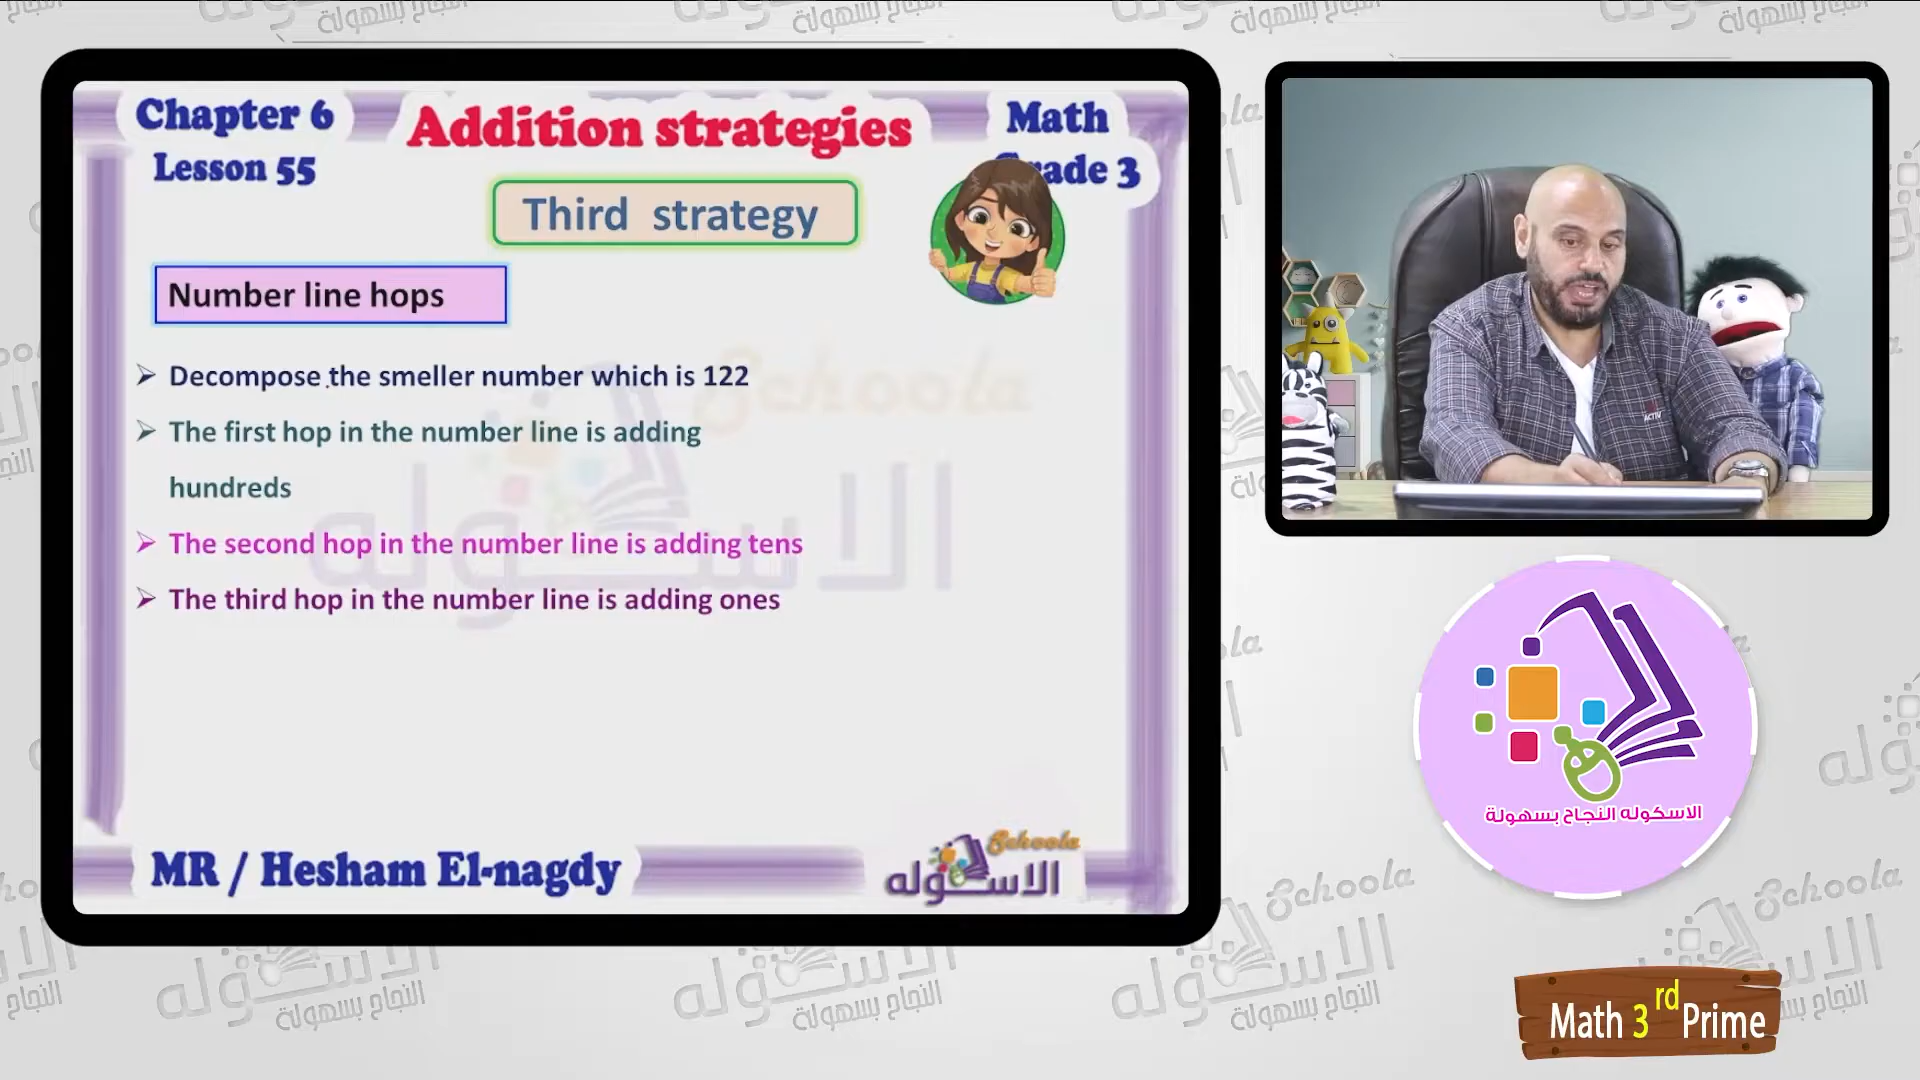 Chapter 6
Lesson 55
Addition strategies
Math
Grade 3
Third strategy
Number line hops
➢ Decompose the smeller number which is 122
➢ The first hop in the number line is adding
hundreds
➢ The second hop in the number line is adding tens
➢ The third hop in the number line is adding ones
MR / Hesham El-nagdy
Schoola
الاسكوله
ACTIV
الاسكوله النجاح بسهولة
Math 3rd Prime